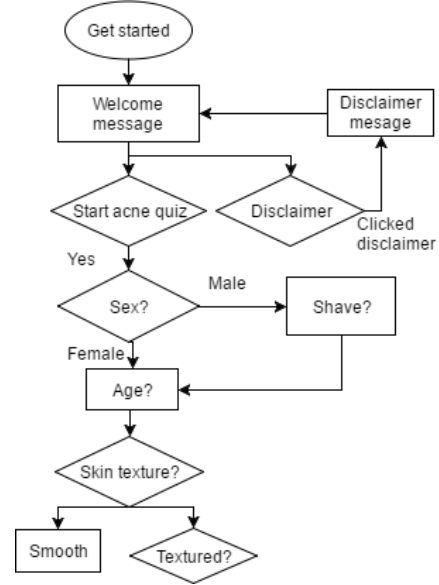 Get started
Welcome
message
Disclaimer
mesage
Start acne quiz
Disclaimer
Clicked
disclaimer
Yes
Sex?
Male
Shave?
Female
Age?
Skin texture?
Smooth
Textured?